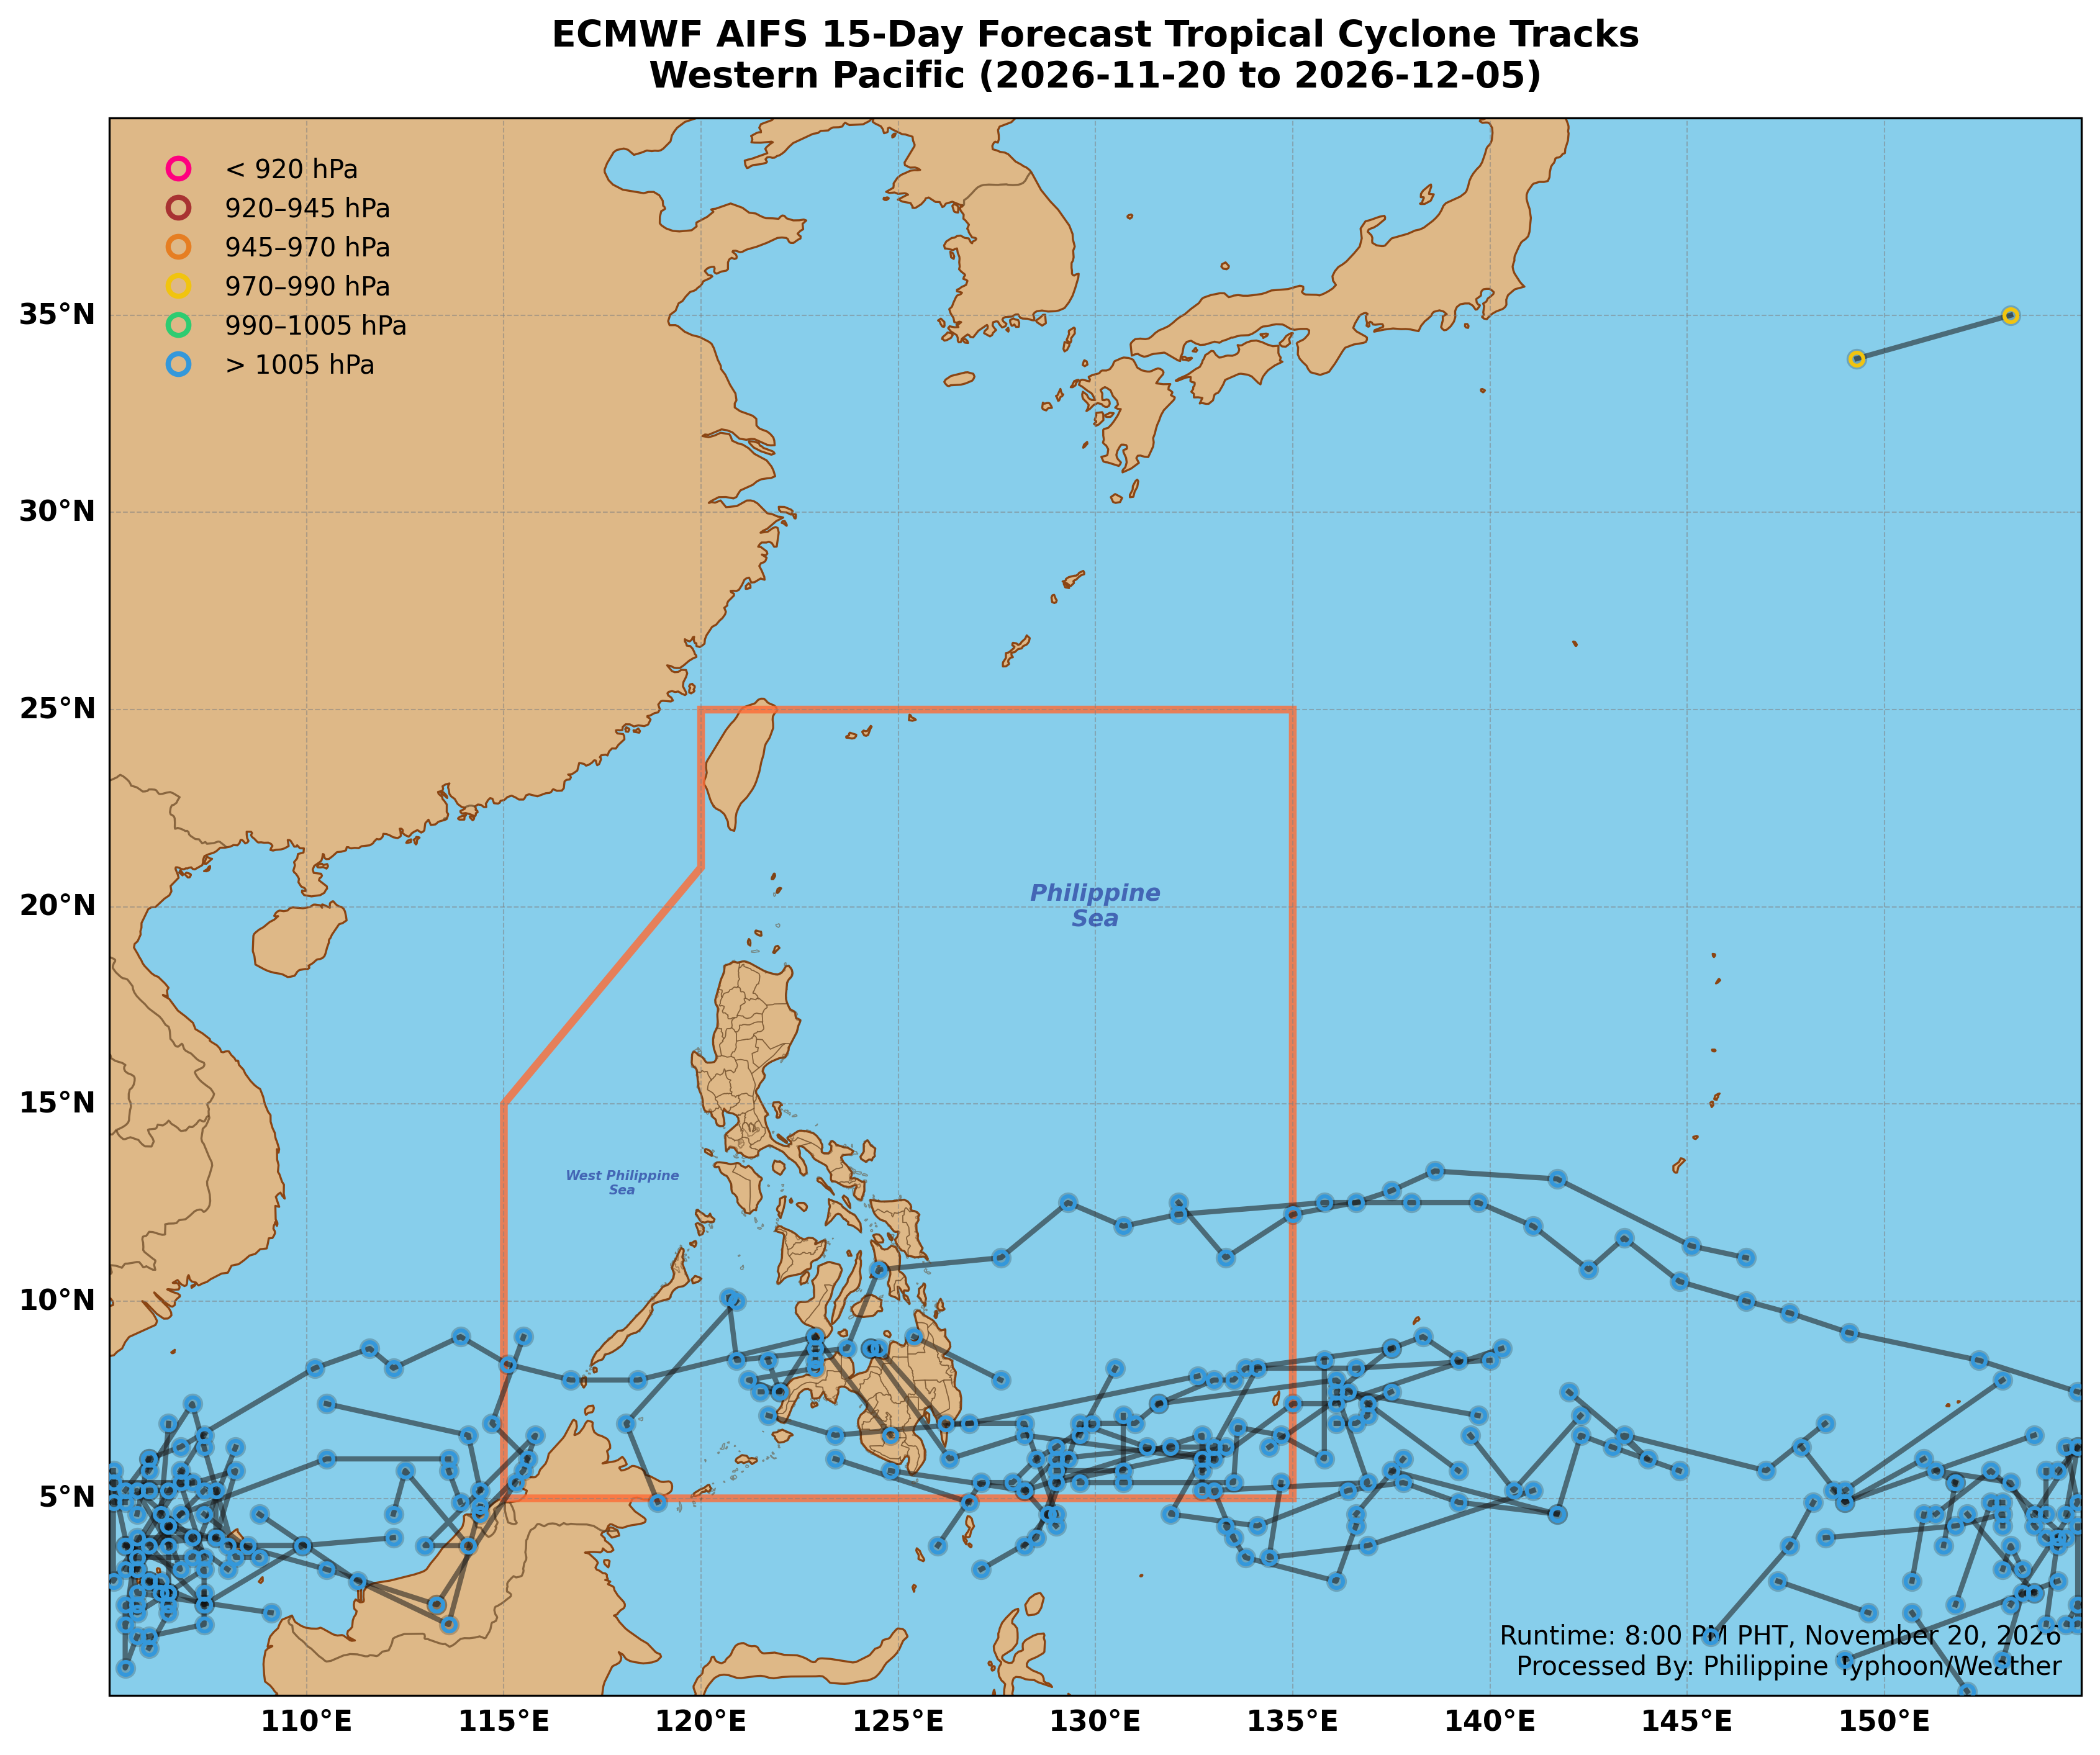 ECMWF AIFS 15-Day Forecast Tropical Cyclone Tracks
Western Pacific (2026-11-20 to 2026-12-05)
< 920 hPa
920–945 hPa
945–970 hPa
970–990 hPa
990–1005 hPa
> 1005 hPa
35°N
30°N
25°N
20°N
15°N
10°N
5°N
Philippine
Sea
West Philippine
Sea
Runtime: 8:00 PM PHT, November 20, 2026
Processed By: Philippine Typhoon/Weather
110°E
115°E
120°E
125°E
130°E
135°E
140°E
145°E
150°E